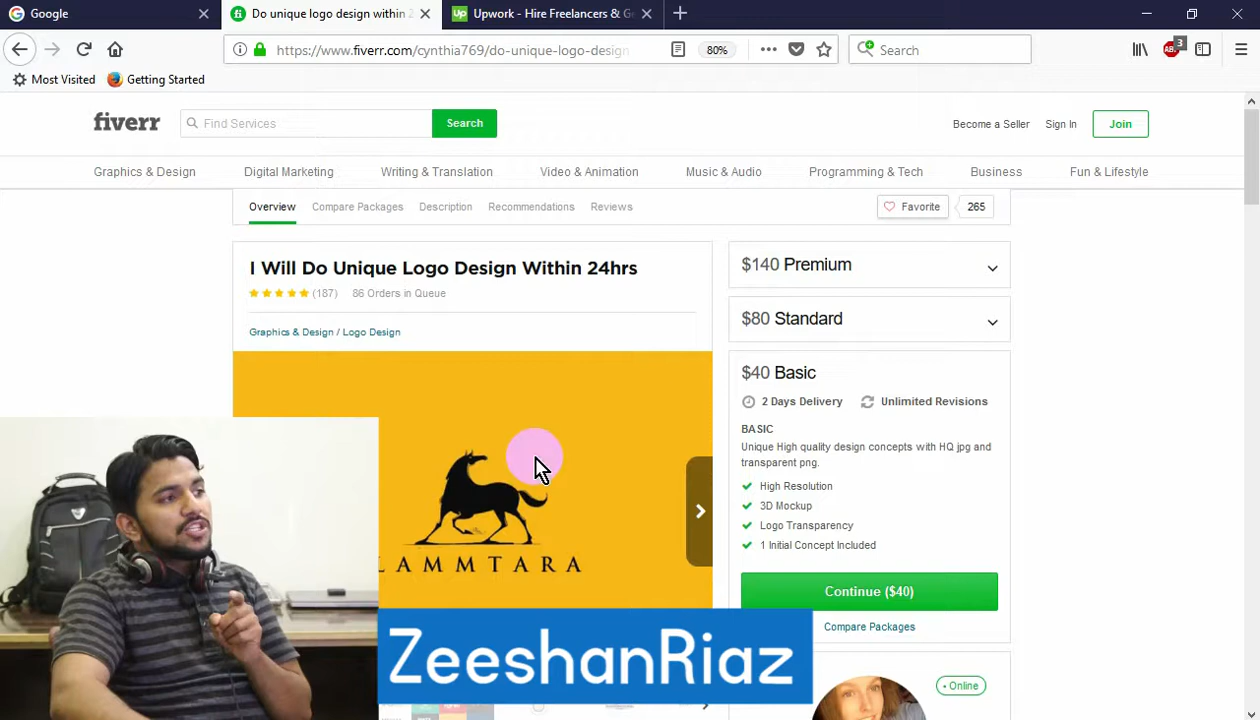 Google
Do unique logo design within 2
Upwork - Hire Freelancers & Ge
https://www.fiverr.com/cynthia769/do-unique-logo-design
80%
Search
3
Most Visited
Getting Started
fiverr
Find Services
Search
Become a Seller
Sign In
Join
Graphics & Design
Digital Marketing
Writing & Translation
Video & Animation
Music & Audio
Programming & Tech
Business
Fun & Lifestyle
Overview
Compare Packages
Description
Recommendations
Reviews
Favorite
265
I Will Do Unique Logo Design Within 24hrs
(187)
86 Orders in Queue
Graphics & Design / Logo Design
LAMMTARA
$140 Premium
$80 Standard
$40 Basic
2 Days Delivery
Unlimited Revisions
BASIC
Unique High quality design concepts with HQ jpg and
transparent png.
High Resolution
3D Mockup
Logo Transparency
1 Initial Concept Included
Continue ($40)
Compare Packages
ZeeshanRiaz
• Online